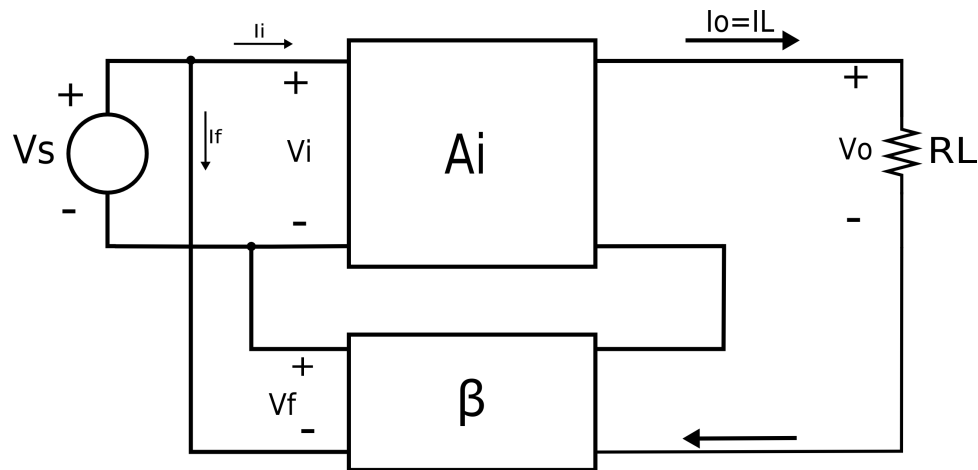 Ii
Io=IL
+
+
+
Vs
If
Vi
Ai
Vo
RL
-
-
-
+
Vf
β
-